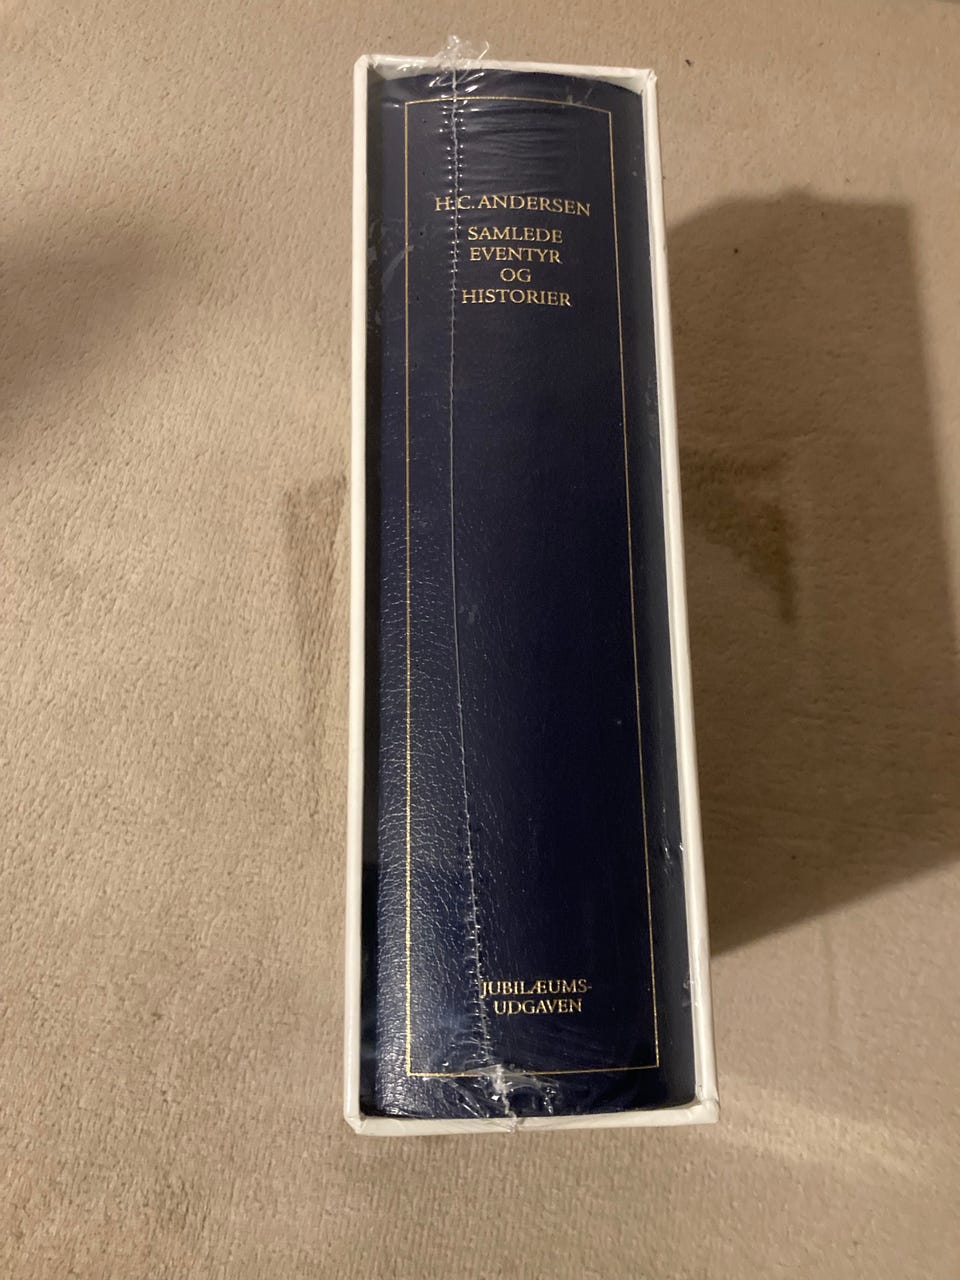 H.C. ANDERSEN
SAMLEDE
EVENTYR
OG
HISTORIER
JUBILÆUMS-
UDGAVEN